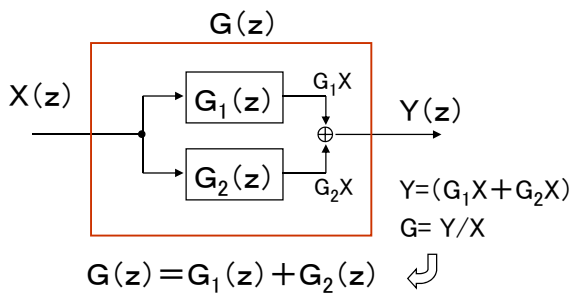 G(z)
X(z)
G₁(z)
G₁X
Y(z)
G₂(z)
G₂X
Y=(G₁X+G₂X)
G= Y/X
G(z)=G₁(z)+G₂(z)